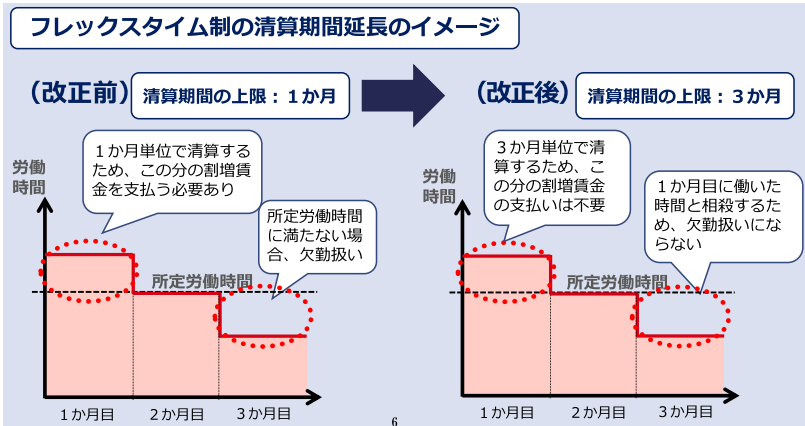 フレックスタイム制の清算期間延長のイメージ
（改正前）
清算期間の上限：１か月
１か月単位で清算する
ため、この分の割増賃
金を支払う必要あり
労働
時間
所定労働時間
に満たない場
合、欠勤扱い
所定労働時間
１か月目
２か月目
３か月目
（改正後）
清算期間の上限：３か月
３か月単位で清
算するため、こ
の分の割増賃金
の支払いは不要
労働
時間
１か月目に働いた
時間と相殺するた
め、欠勤扱いにな
らない
所定労働時間
１か月目
２か月目
３か月目
6